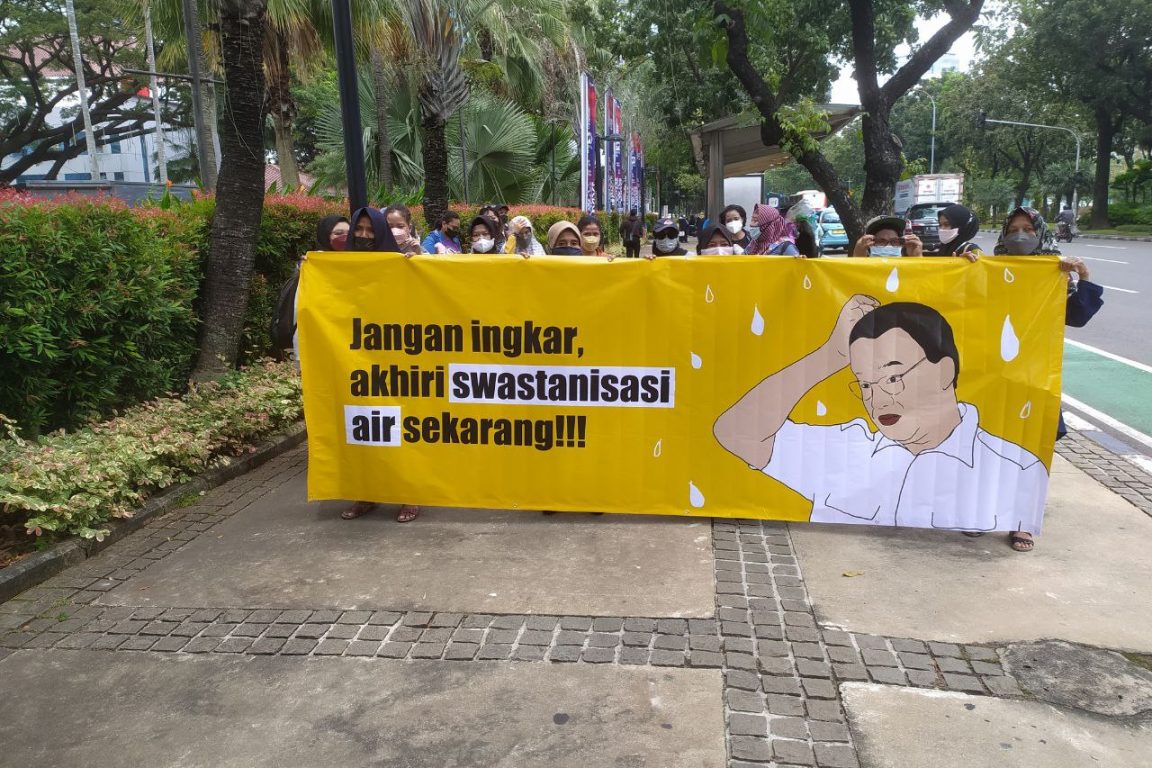 Jangan ingkar,
akhiri swastanisasi
air sekarang!!!